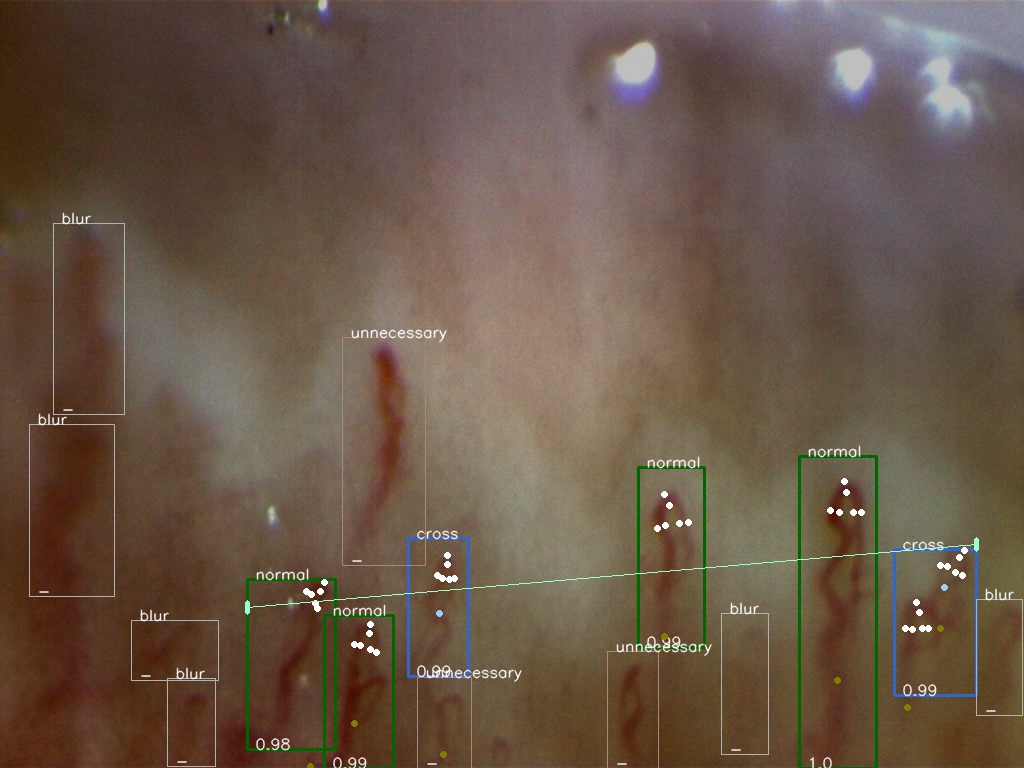 blur
unnecessary
–
blur
normal
normal
cross
–
cross
normal
–
blur
normal
blur
blur
0.99
unnecessary
0.99
unnecessary
–
blur
0.99
–
0.98
–
0.99
–
–
1.0
–